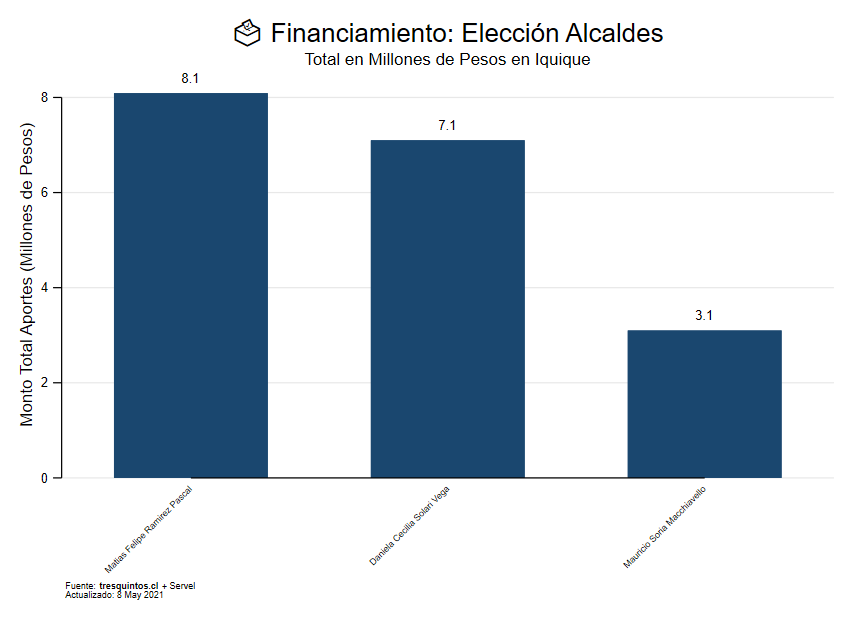 Financiamiento: Elección Alcaldes
Total en Millones de Pesos en Iquique
Monto Total Aportes (Millones de Pesos)
8
6
4
2
0
8.1
7.1
3.1
Matias Felipe Ramirez Pascal
Daniela Cecilia Solari Vega
Mauricio Soria Macchiavello
Fuente: tresquintos.cl + Servel
Actualizado: 8 May 2021